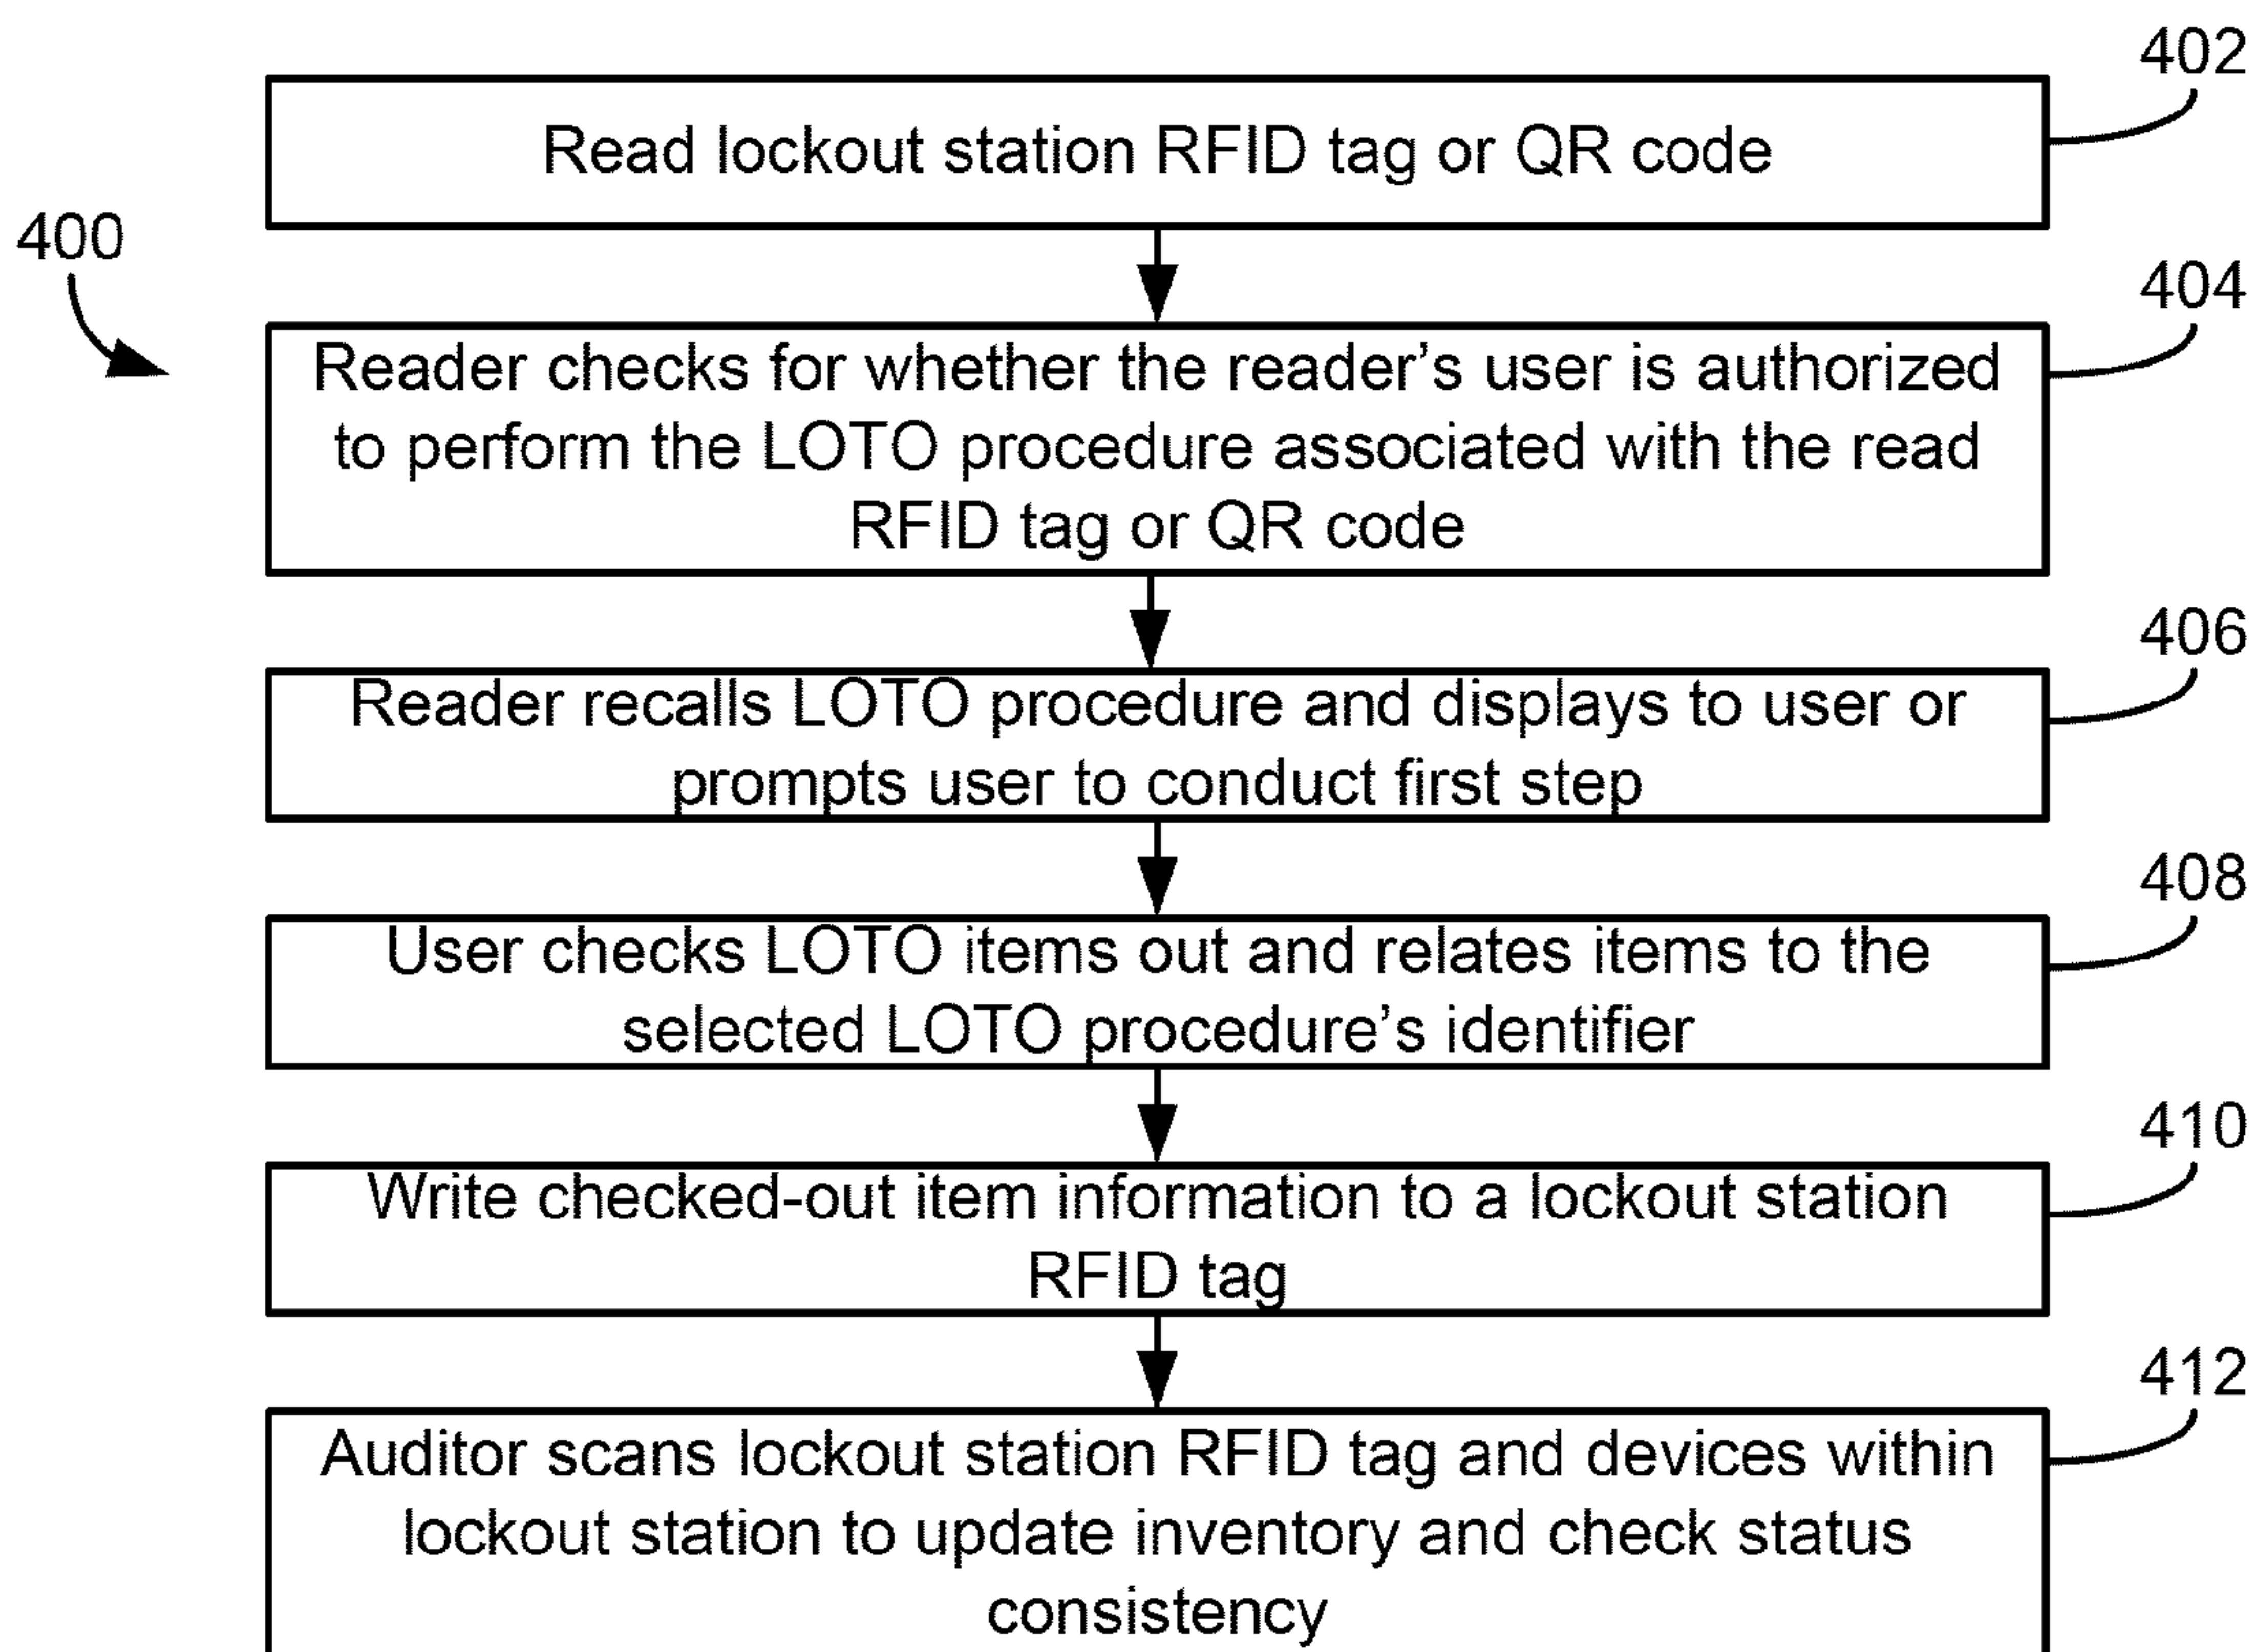 402
Read lockout station RFID tag or QR code
400
404
Reader checks for whether the reader's user is authorized
to perform the LOTO procedure associated with the read
RFID tag or QR code
406
Reader recalls LOTO procedure and displays to user or
prompts user to conduct first step
408
User checks LOTO items out and relates items to the
selected LOTO procedure's identifier
410
Write checked-out item information to a lockout station
RFID tag
412
Auditor scans lockout station RFID tag and devices within
lockout station to update inventory and check status
consistency